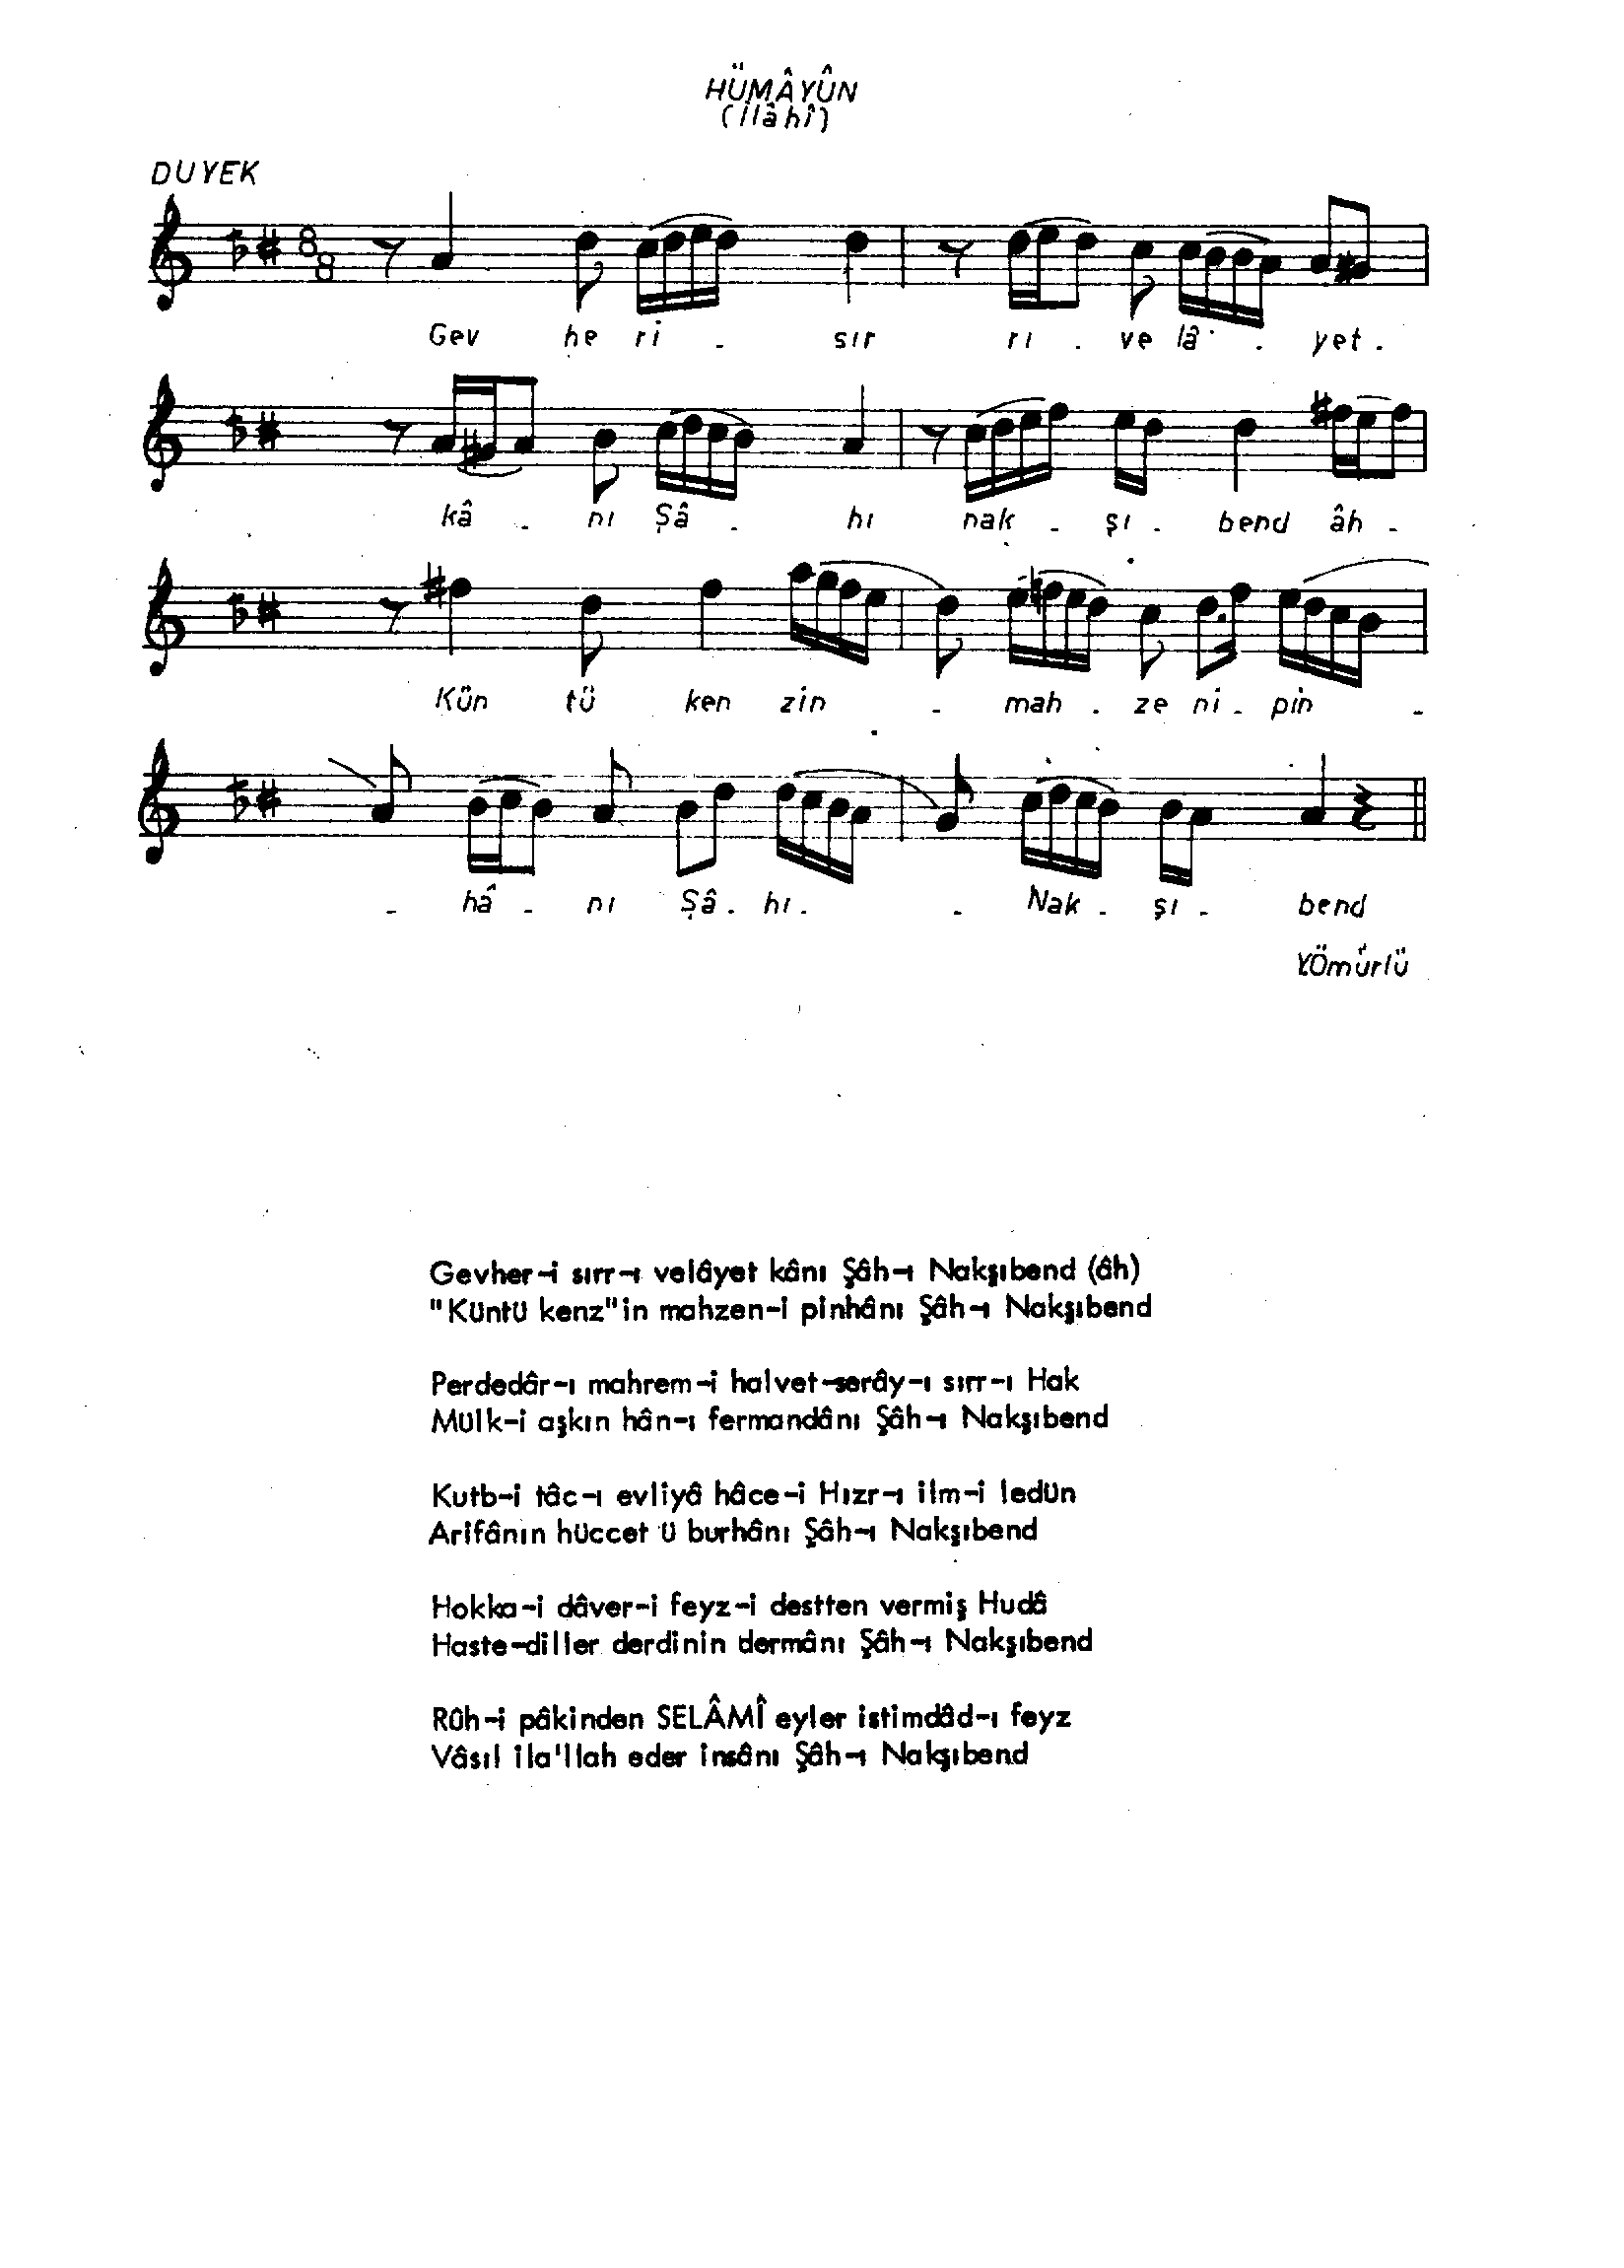 HÜMÂYÛN
(İlâhî)
DUYEK
8
8
Gev he ri - sır rı . ve lâ . yet .
kâ - nı Şâ - hı nak - şı - bend âh -
Kün tü ken zin - mah . ze ni - pin -
- hâ - nı Şâ . hı . - Nak . şı - bend
Y.Ömürlü
Gevher-i sırr-ı velâyet kânı Şâh-ı Nakşıbend (âh)
"Küntü kenz"in mahzen-i pinhânı Şâh-ı Nakşıbend
Perdedâr-ı mahrem-i halvet-serây-ı sırr-ı Hak
Mülk-i aşkın hân-ı fermandânı Şâh-ı Nakşıbend
Kutb-i tâc-ı evliyâ hâce-i Hızr-ı ilm-i ledün
Arifânın hüccet ü burhânı Şâh-ı Nakşıbend
Hokka-i dâver-i feyz-i destten vermiş Hudâ
Haste-diller derdinin dermânı Şâh-ı Nakşıbend
Rûh-i pâkinden SELÂMÎ eyler istimdâd-ı feyz
Vâsıl ila'llah eder insânı Şâh-ı Nakşıbend